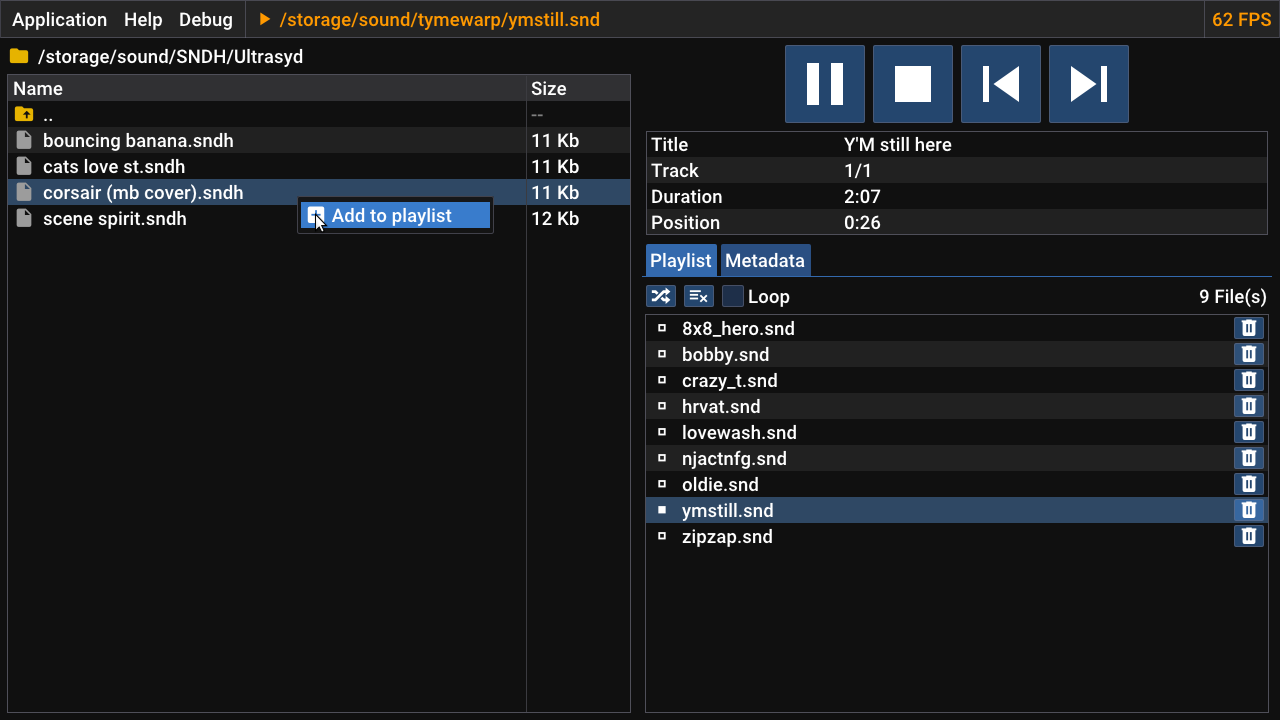 Application Help Debug /storage/sound/tymewarp/ymstill.snd 62 FPS
/storage/sound/SNDH/Ultrasyd
Name Size
.. --
bouncing banana.sndh 11 Kb
cats love st.sndh 11 Kb
corsair (mb cover).sndh 11 Kb
scene spirit.sndh 12 Kb
Add to playlist
Title Y'M still here
Track 1/1
Duration 2:07
Position 0:26
Playlist Metadata
Loop 9 File(s)
8x8_hero.snd
bobby.snd
crazy_t.snd
hrvat.snd
lovewash.snd
njactnfg.snd
oldie.snd
ymstill.snd
zipzap.snd